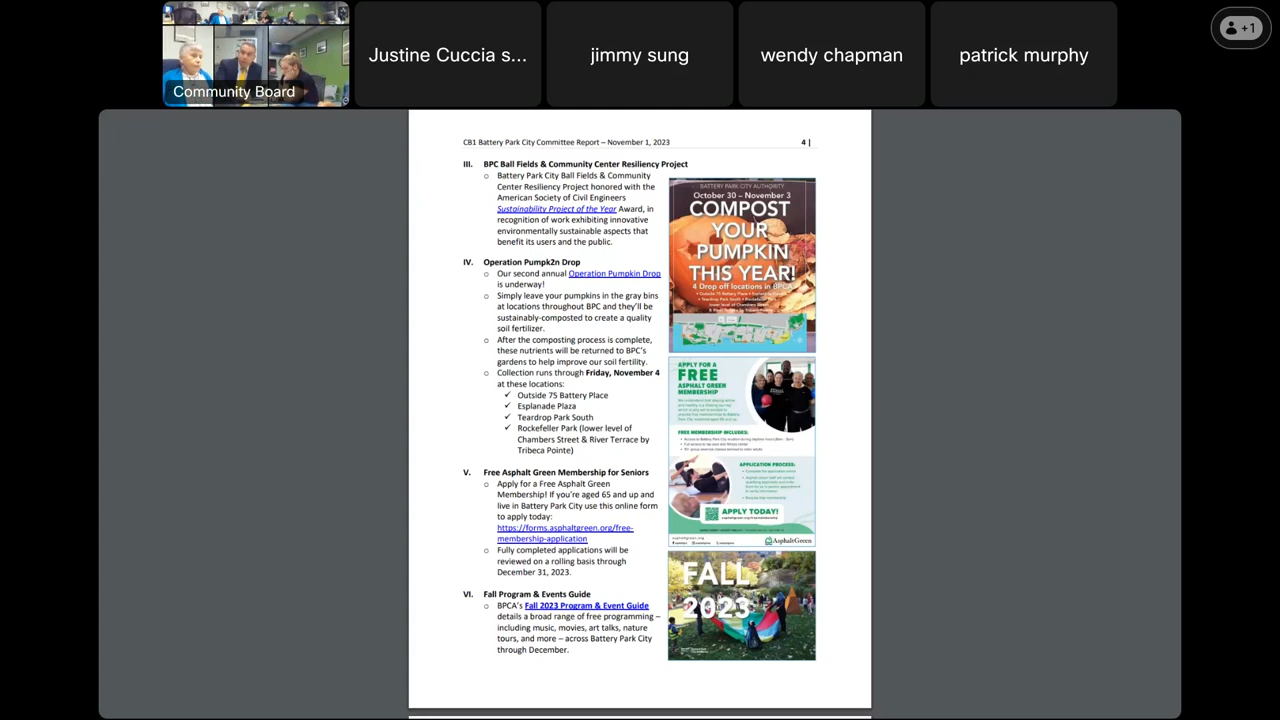 Community Board
Justine Cuccia s...
jimmy sung
wendy chapman
patrick murphy
+1
CB1 Battery Park City Committee Report – November 1, 2023
4 |
III. BPC Ball Fields & Community Center Resiliency Project
o Battery Park City Ball Fields & Community
Center Resiliency Project honored with the
American Society of Civil Engineers
Sustainability Project of the Year Award, in
recognition of work exhibiting innovative
environmentally sustainable aspects that
benefit its users and the public.
IV. Operation Pumpk2n Drop
o Our second annual Operation Pumpkin Drop
is underway!
o Simply leave your pumpkins in the gray bins
at locations throughout BPC and they'll be
sustainably-composted to create a quality
soil fertilizer.
o After the composting process is complete,
these nutrients will be returned to BPC's
gardens to help improve our soil fertility.
o Collection runs through Friday, November 4
at these locations:
✓ Outside 75 Battery Place
✓ Esplanade Plaza
✓ Teardrop Park South
✓ Rockefeller Park (lower level of
Chambers Street & River Terrace by
Tribeca Pointe)
V. Free Asphalt Green Membership for Seniors
o Apply for a Free Asphalt Green
Membership! If you're aged 65 and up and
live in Battery Park City use this online form
to apply today:
https://forms.asphaltgreen.org/free-
membership-application
o Fully completed applications will be
reviewed on a rolling basis through
December 31, 2023.
VI. Fall Program & Events Guide
o BPCA's Fall 2023 Program & Event Guide
details a broad range of free programming –
including music, movies, art talks, nature
tours, and more – across Battery Park City
through December.
BATTERY PARK CITY AUTHORITY
October 30 – November 3
COMPOST
YOUR
PUMPKIN
THIS YEAR!
4 Drop off locations in BPCA
APPLY FOR A
FREE
ASPHALT GREEN
MEMBERSHIP
FREE MEMBERSHIP INCLUDES:
APPLICATION PROCESS:
APPLY TODAY!
AsphaltGreen
FALL
2023